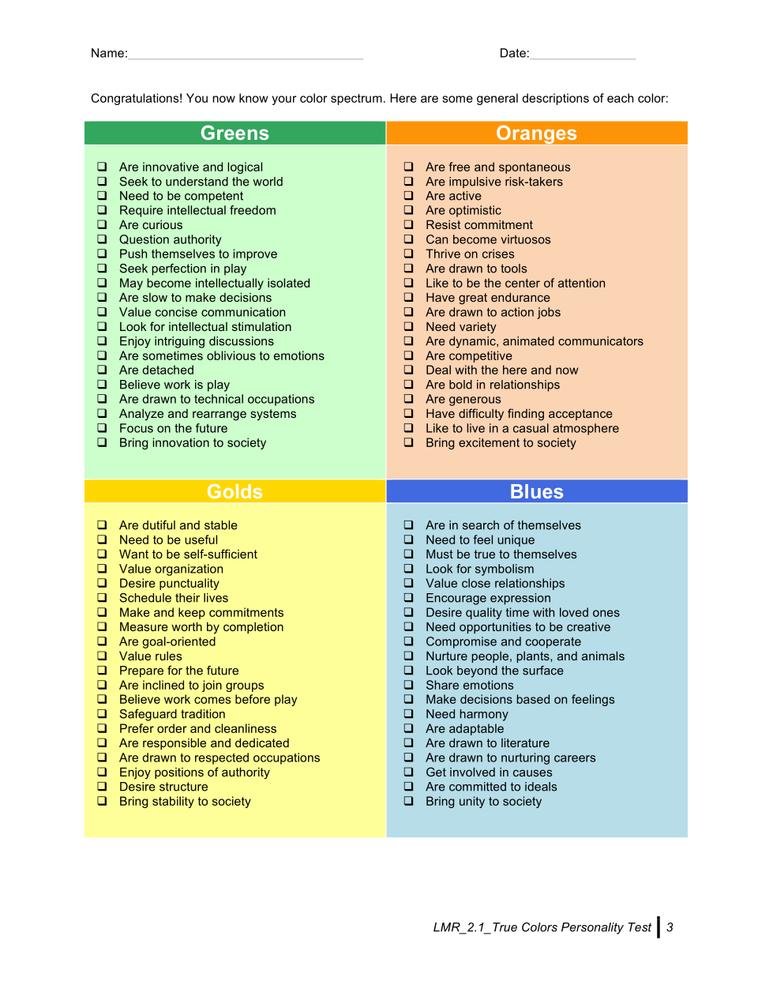 Name:
Date:
Congratulations! You now know your color spectrum. Here are some general descriptions of each color:
Greens
Are innovative and logical
Seek to understand the world
Need to be competent
Require intellectual freedom
Are curious
Question authority
Push themselves to improve
Seek perfection in play
May become intellectually isolated
Are slow to make decisions
Value concise communication
Look for intellectual stimulation
Enjoy intriguing discussions
Are sometimes oblivious to emotions
Are detached
Believe work is play
Are drawn to technical occupations
Analyze and rearrange systems
Focus on the future
Bring innovation to society
Oranges
Are free and spontaneous
Are impulsive risk-takers
Are active
Are optimistic
Resist commitment
Can become virtuosos
Thrive on crises
Are drawn to tools
Like to be the center of attention
Have great endurance
Are drawn to action jobs
Need variety
Are dynamic, animated communicators
Are competitive
Deal with the here and now
Are bold in relationships
Are generous
Have difficulty finding acceptance
Like to live in a casual atmosphere
Bring excitement to society
Golds
Are dutiful and stable
Need to be useful
Want to be self-sufficient
Value organization
Desire punctuality
Schedule their lives
Make and keep commitments
Measure worth by completion
Are goal-oriented
Value rules
Prepare for the future
Are inclined to join groups
Believe work comes before play
Safeguard tradition
Prefer order and cleanliness
Are responsible and dedicated
Are drawn to respected occupations
Enjoy positions of authority
Desire structure
Bring stability to society
Blues
Are in search of themselves
Need to feel unique
Must be true to themselves
Look for symbolism
Value close relationships
Encourage expression
Desire quality time with loved ones
Need opportunities to be creative
Compromise and cooperate
Nurture people, plants, and animals
Look beyond the surface
Share emotions
Make decisions based on feelings
Need harmony
Are adaptable
Are drawn to literature
Are drawn to nurturing careers
Get involved in causes
Are committed to ideals
Bring unity to society
LMR_2.1_True Colors Personality Test 3